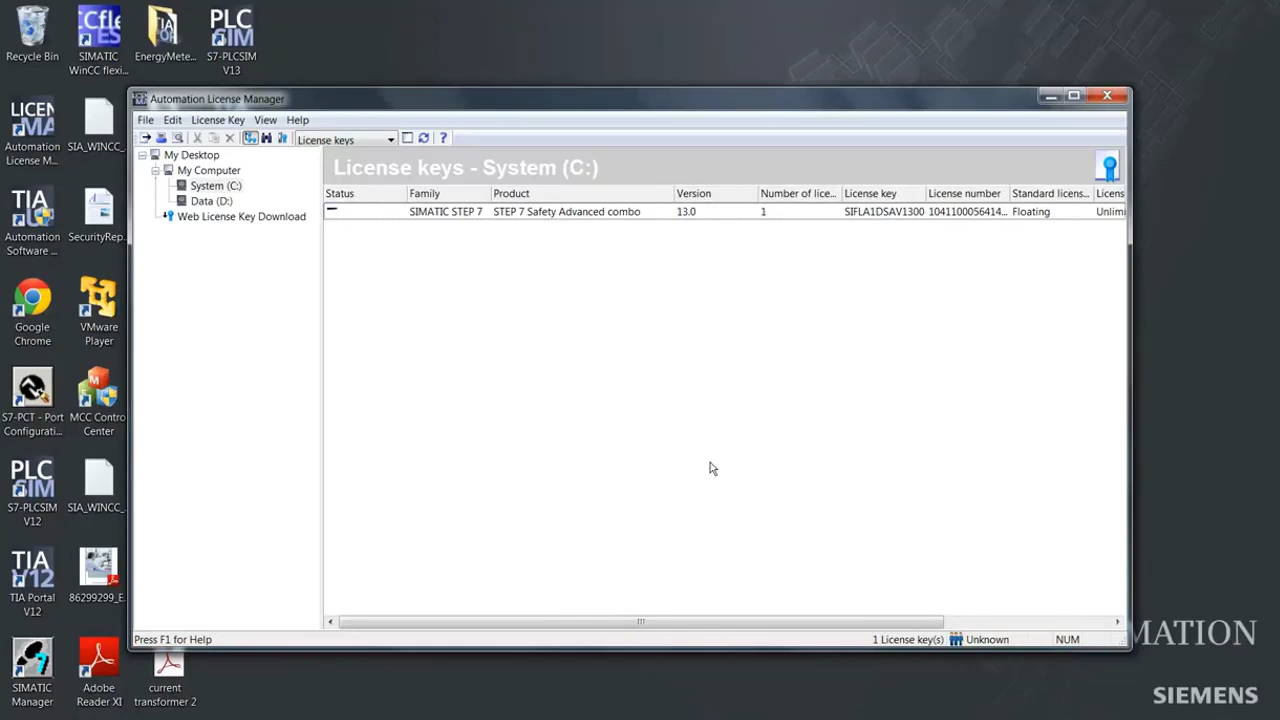 Recycle Bin
SIMATIC
WinCC flexi...
EnergyMete...
PLC
SIM
S7-PLCSIM
V13
Automation
License M...
SIA_WINCC_
TIA
Automation
Software ...
SecurityRep...
Google
Chrome
VMware
Player
S7-PCT - Port
Configurati...
MCC Control
Center
PLC
SIM
S7-PLCSIM
V12
SIA_WINCC_
TIA
V12
TIA Portal
V12
86299299_E...
SIMATIC
Manager
Adobe
Reader XI
current
transformer 2
Automation License Manager
File Edit License Key View Help
License keys
My Desktop
My Computer
System (C:)
Data (D:)
Web License Key Download
License keys - System (C:)
Status Family Product Version Number of lice... License key License number Standard licens... Licens
SIMATIC STEP 7 STEP 7 Safety Advanced combo 13.0 1 SIFLA1DSAV1300 1041100056414... Floating Unlimi
Press F1 for Help 1 License key(s) Unknown NUM
MATION
SIEMENS